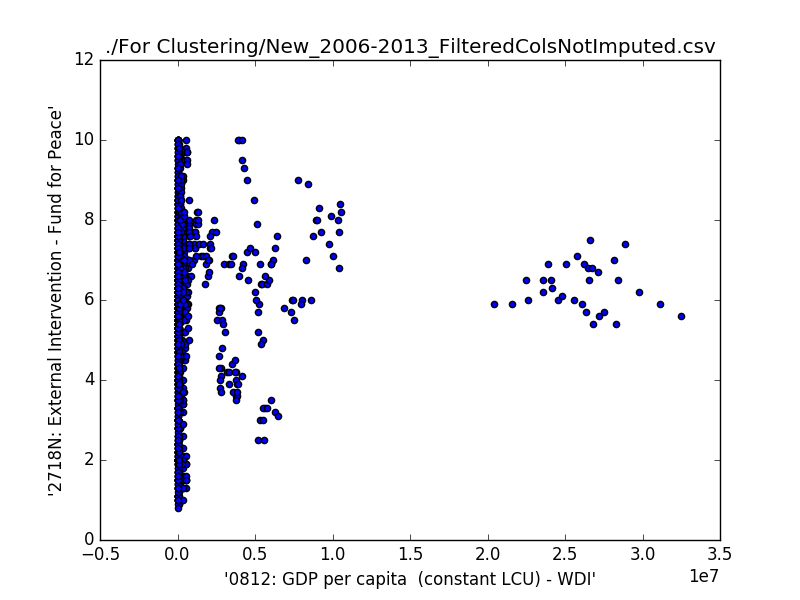 ./For Clustering/New_2006-2013_FilteredColsNotImputed.csv
'2718N: External Intervention - Fund for Peace'
12
10
8
6
4
2
0
−0.5 0.0 0.5 1.0 1.5 2.0 2.5 3.0 3.5
1e7
'0812: GDP per capita  (constant LCU) - WDI'